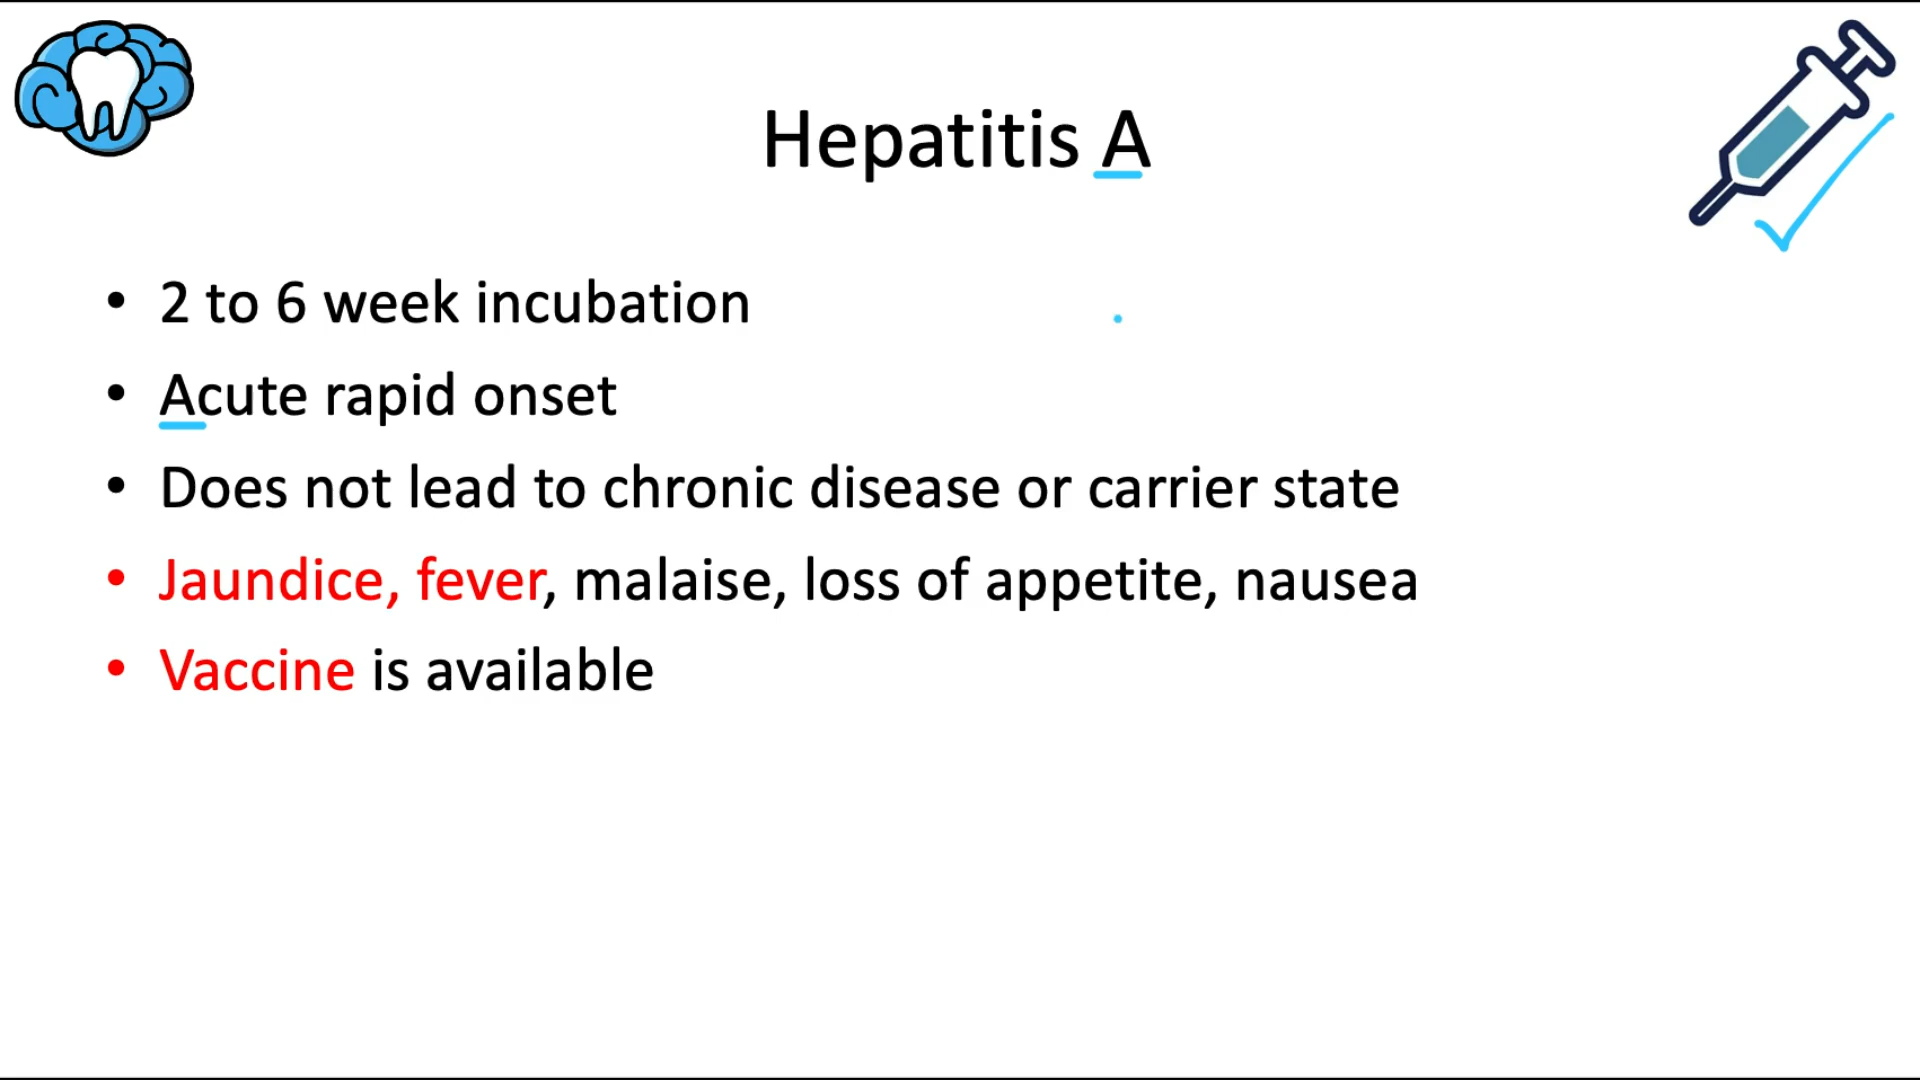 Hepatitis A
• 2 to 6 week incubation
• Acute rapid onset
• Does not lead to chronic disease or carrier state
• Jaundice, fever, malaise, loss of appetite, nausea
• Vaccine is available